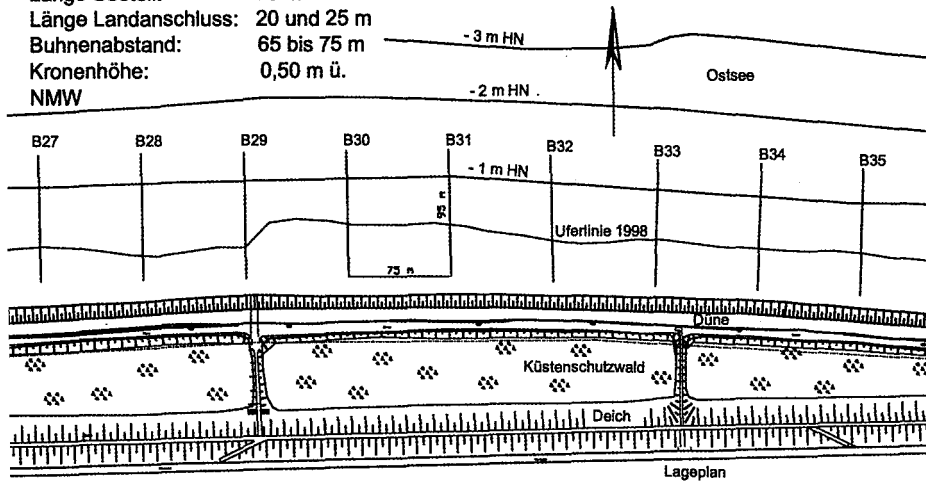 Länge Landanschluss: 20 und 25 m
Buhnenabstand: 65 bis 75 m
Kronenhöhe: 0,50 m ü.
NMW
- 3 m HN
Ostsee
- 2 m HN
B27 B28 B29 B30 B31 B32 B33 B34 B35
- 1 m HN
95 m
Uferlinie 1998
75 m
Düne
Küstenschutzwald
Deich
Lageplan